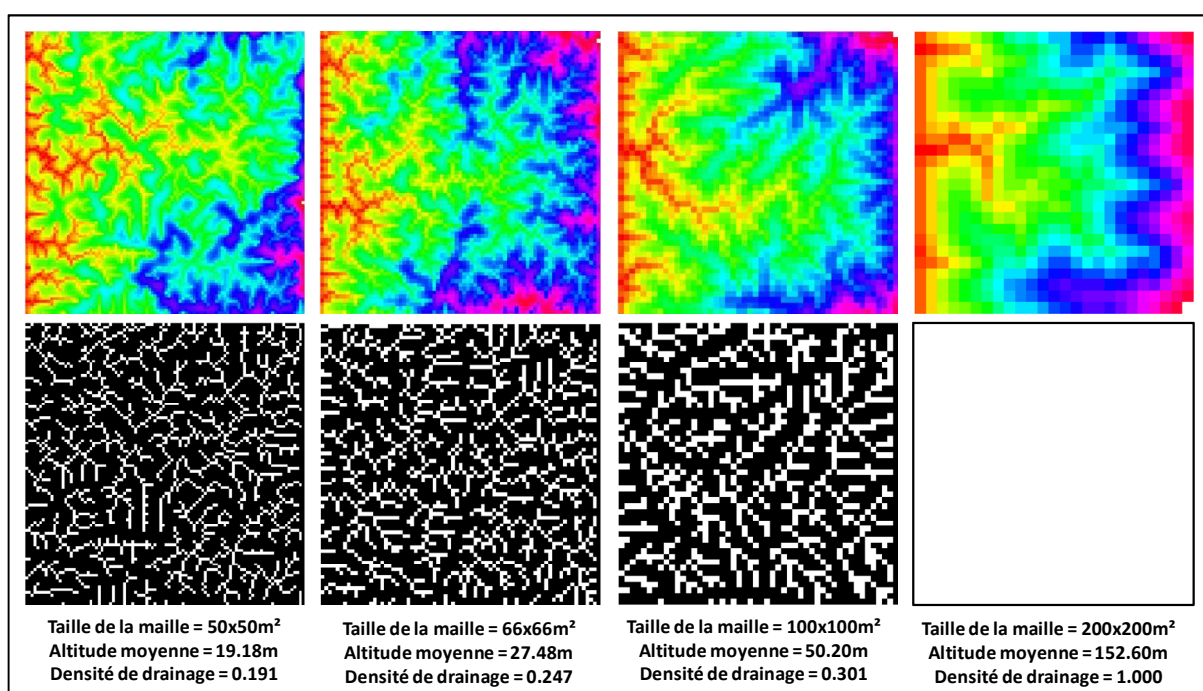 Taille de la maille = 50x50m²
Altitude moyenne = 19.18m
Densité de drainage = 0.191
Taille de la maille = 66x66m²
Altitude moyenne = 27.48m
Densité de drainage = 0.247
Taille de la maille = 100x100m²
Altitude moyenne = 50.20m
Densité de drainage = 0.301
Taille de la maille = 200x200m²
Altitude moyenne = 152.60m
Densité de drainage = 1.000